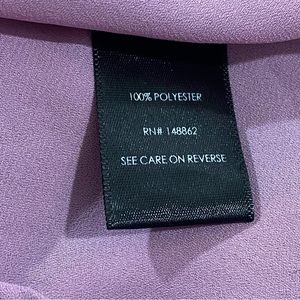 100% POLYESTER
RN# 148862
SEE CARE ON REVERSE